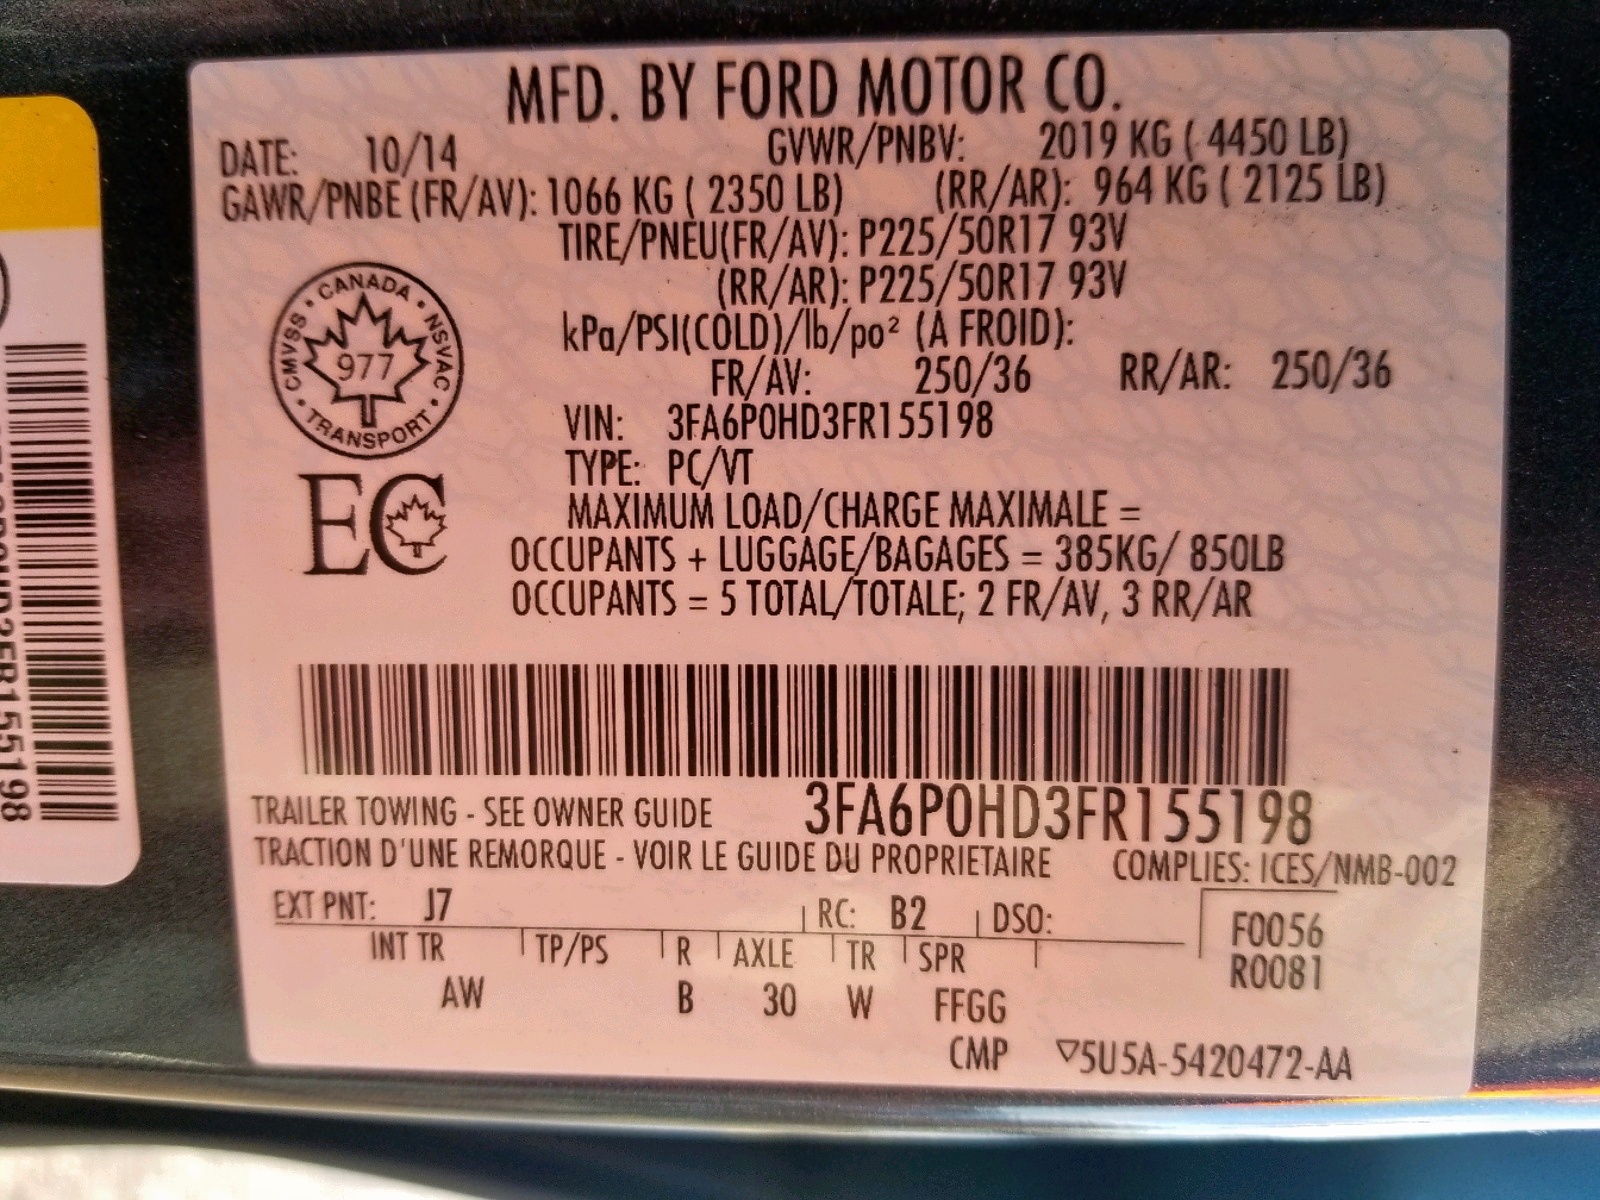 MFD. BY FORD MOTOR CO.
DATE: 10/14 GVWR/PNBV: 2019 KG ( 4450 LB)
GAWR/PNBE (FR/AV): 1066 KG ( 2350 LB) (RR/AR): 964 KG ( 2125 LB)
TIRE/PNEU(FR/AV): P225/50R17 93V
(RR/AR): P225/50R17 93V
kPa/PSI(COLD)/lb/po² (A FROID):
FR/AV: 250/36 RR/AR: 250/36
CANADA • NSVAC • TRANSPORT • CMVSS •
977
VIN: 3FA6P0HD3FR155198
TYPE: PC/VT
EC
MAXIMUM LOAD/CHARGE MAXIMALE =
OCCUPANTS + LUGGAGE/BAGAGES = 385KG/ 850LB
OCCUPANTS = 5 TOTAL/TOTALE; 2 FR/AV, 3 RR/AR
TRAILER TOWING - SEE OWNER GUIDE 3FA6P0HD3FR155198
TRACTION D'UNE REMORQUE - VOIR LE GUIDE DU PROPRIETAIRE COMPLIES: ICES/NMB-002
EXT PNT: J7 RC: B2 DSO: F0056
INT TR TP/PS R AXLE TR SPR R0081
AW B 30 W FFGG
CMP ▽5U5A-5420472-AA